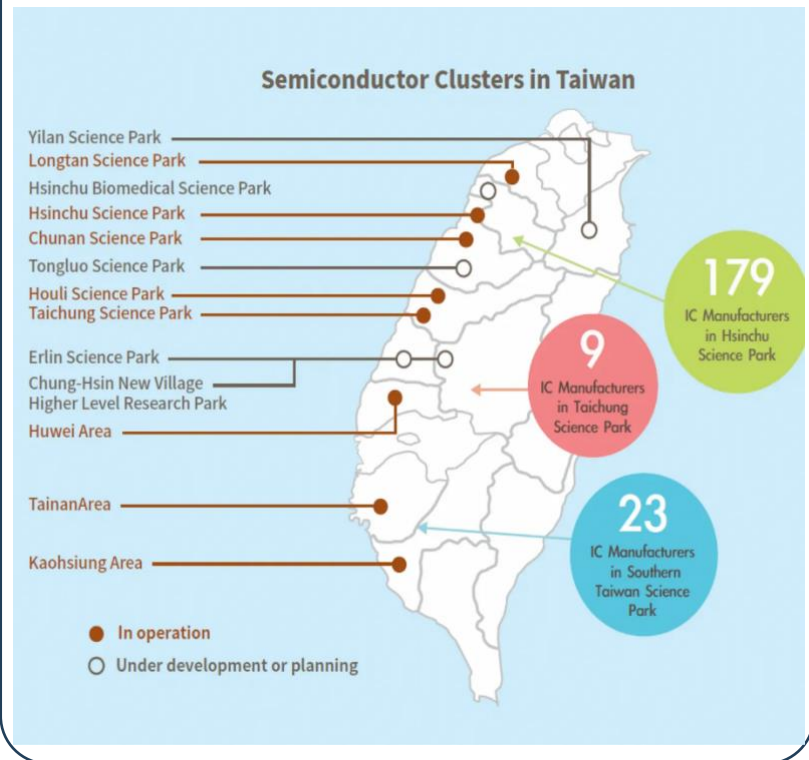 Semiconductor Clusters in Taiwan
Yilan Science Park
Longtan Science Park
Hsinchu Biomedical Science Park
Hsinchu Science Park
Chunan Science Park
Tongluo Science Park
Houli Science Park
Taichung Science Park
Erlin Science Park
Chung-Hsin New Village
Higher Level Research Park
Huwei Area
TainanArea
Kaohsiung Area
179
IC Manufacturers
in Hsinchu
Science Park
9
IC Manufacturers
in Taichung
Science Park
23
IC Manufacturers
in Southern
Taiwan Science
Park
In operation
Under development or planning